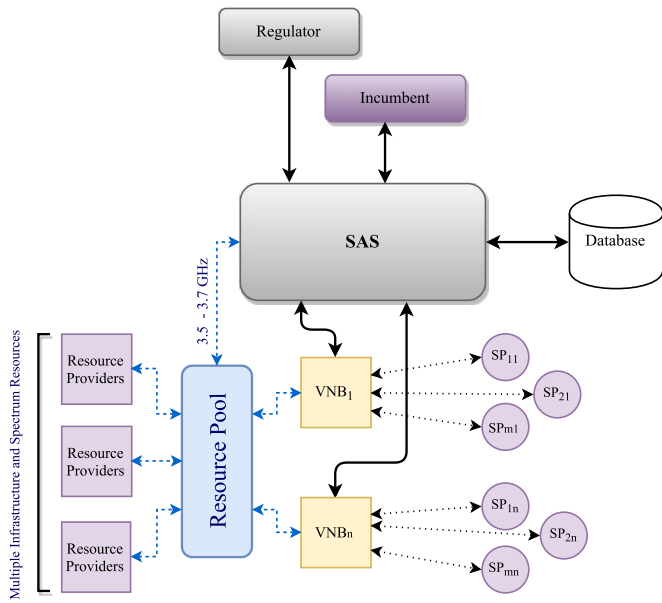 Regulator
Incumbent
SAS
Database
3.5 - 3.7 GHz
Multiple Infrastructure and Spectrum Resources
Resource
Providers
Resource
Providers
Resource
Providers
Resource Pool
VNB1
SP11
SP21
SPm1
VNBn
SP1n
SP2n
SPmn